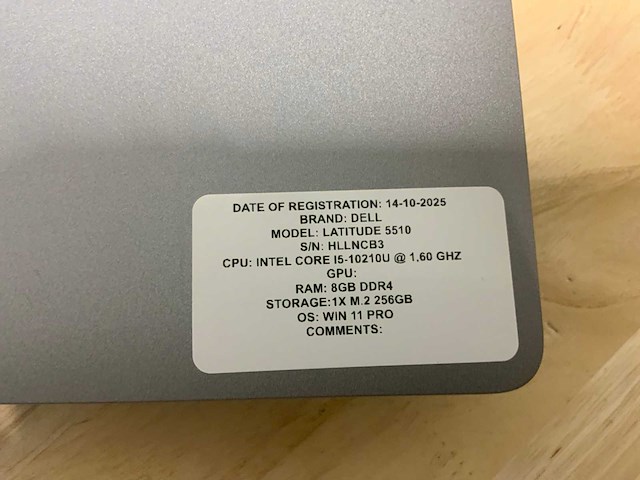 DATE OF REGISTRATION: 14-10-2025
BRAND: DELL
MODEL: LATITUDE 5510
S/N: HLLNCB3
CPU: INTEL CORE I5-10210U @ 1.60 GHZ
GPU:
RAM: 8GB DDR4
STORAGE:1X M.2 256GB
OS: WIN 11 PRO
COMMENTS: